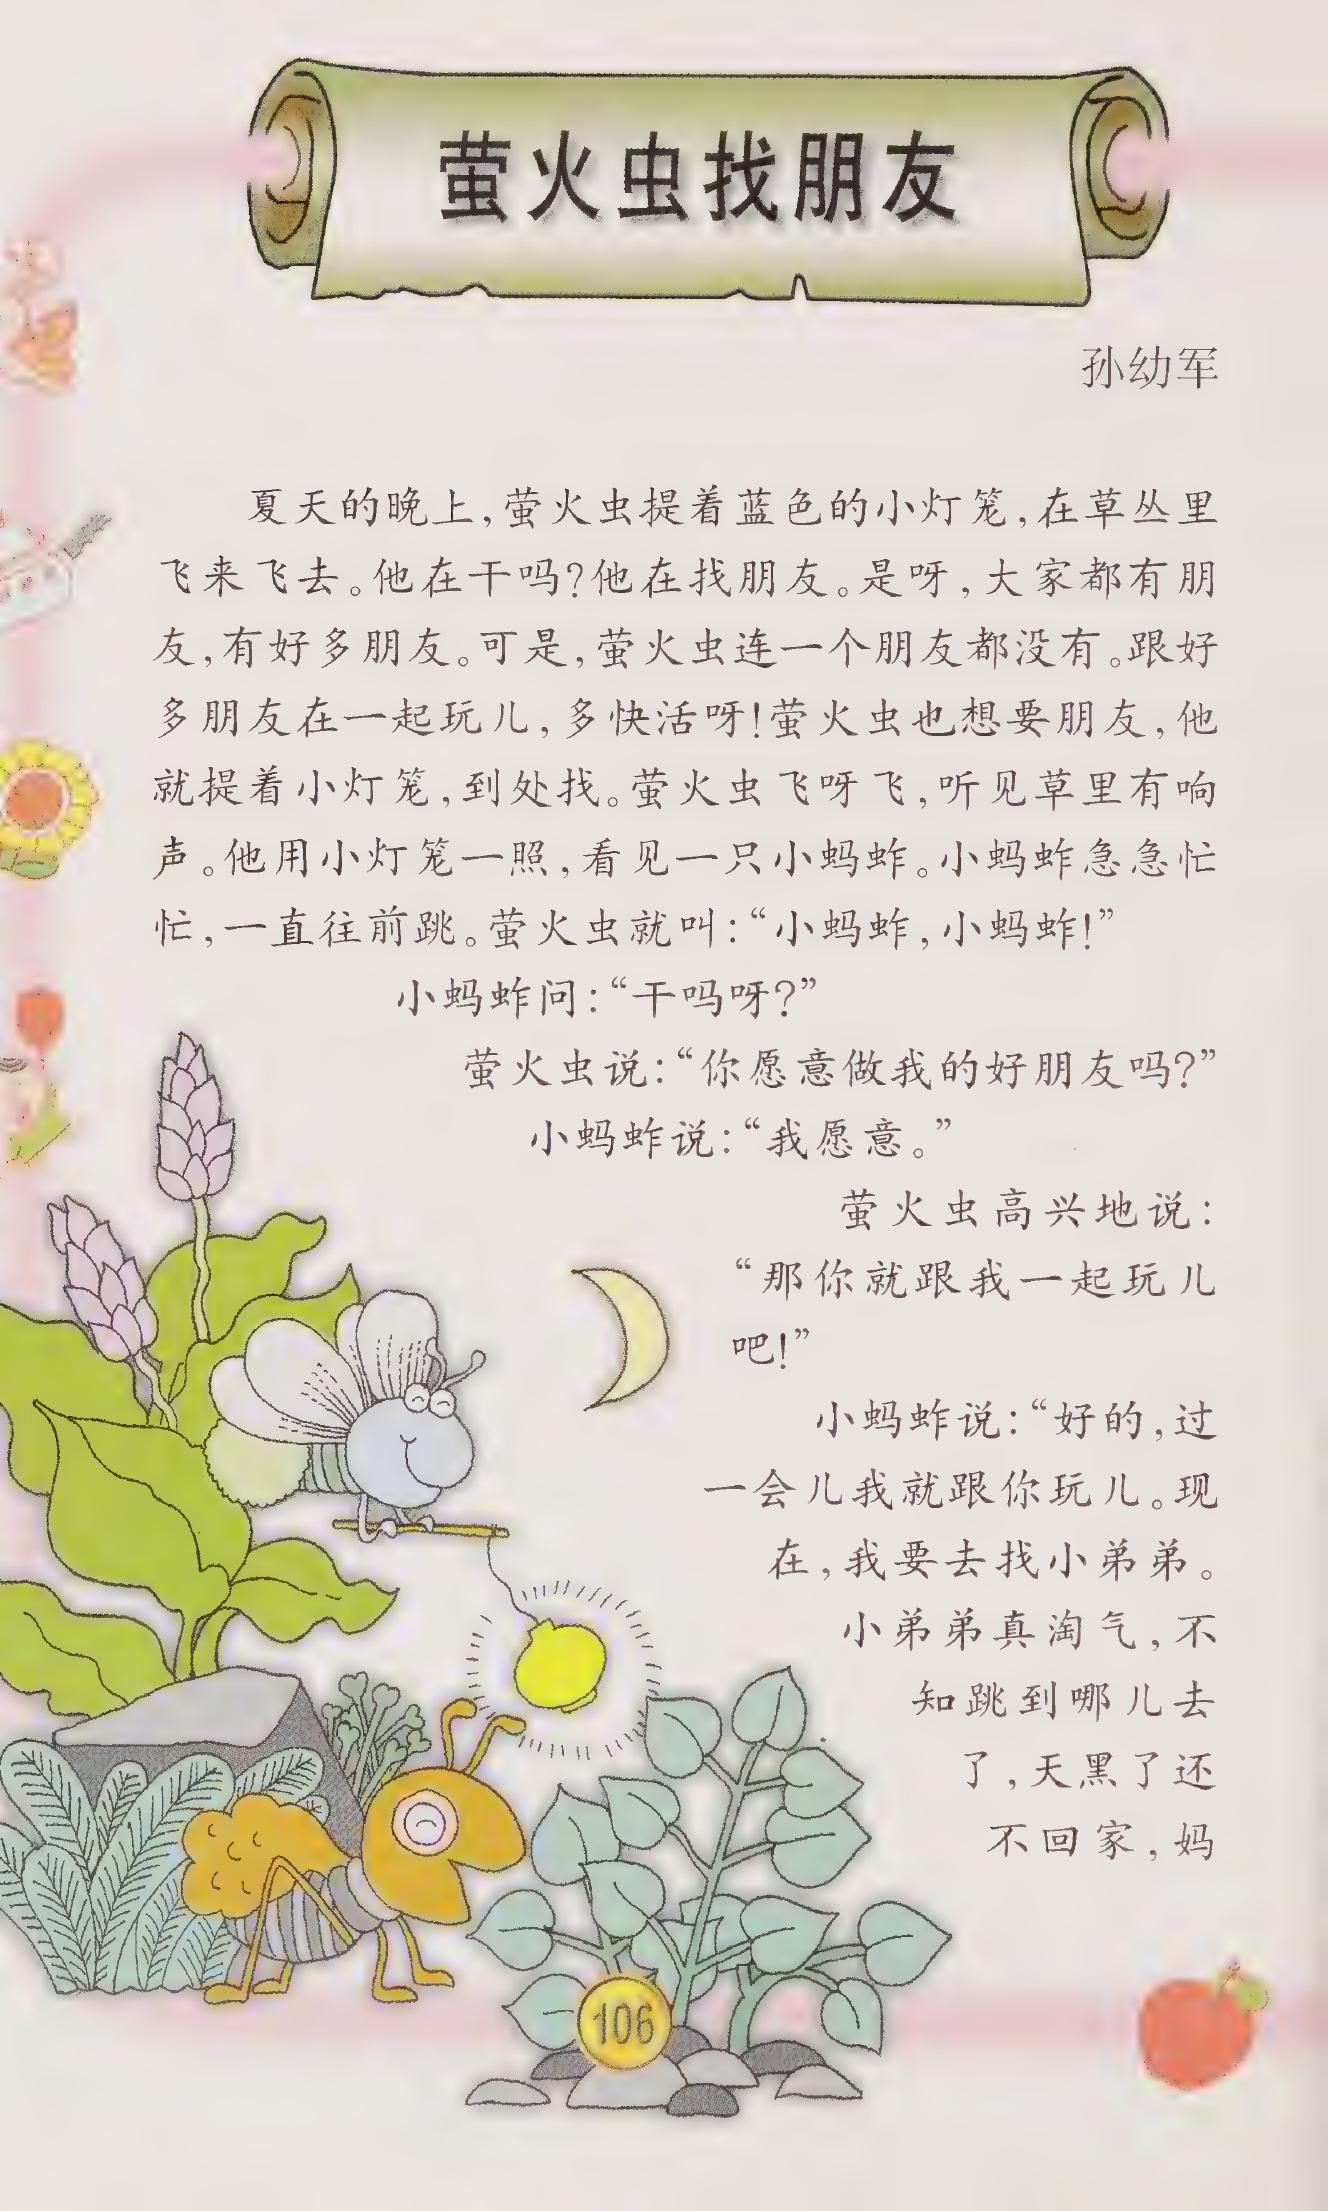 萤火虫找朋友
孙幼军
夏天的晚上,萤火虫提着蓝色的小灯笼,在草丛里
飞来飞去。他在干吗?他在找朋友。是呀,大家都有朋
友,有好多朋友。可是,萤火虫连一个朋友都没有。跟好
多朋友在一起玩儿,多快活呀!萤火虫也想要朋友,他
就提着小灯笼,到处找。萤火虫飞呀飞,听见草里有响
声。他用小灯笼一照,看见一只小蚂蚱。小蚂蚱急急忙
忙,一直往前跳。萤火虫就叫:“小蚂蚱,小蚂蚱!”
小蚂蚱问:“干吗呀?”
萤火虫说:“你愿意做我的好朋友吗?”
小蚂蚱说:“我愿意。”
萤火虫高兴地说:
“那你就跟我一起玩儿
吧!”
小蚂蚱说:“好的,过
一会儿我就跟你玩儿。现
在,我要去找小弟弟。
小弟弟真淘气,不
知跳到哪儿去
了,天黑了还
不回家,妈
106